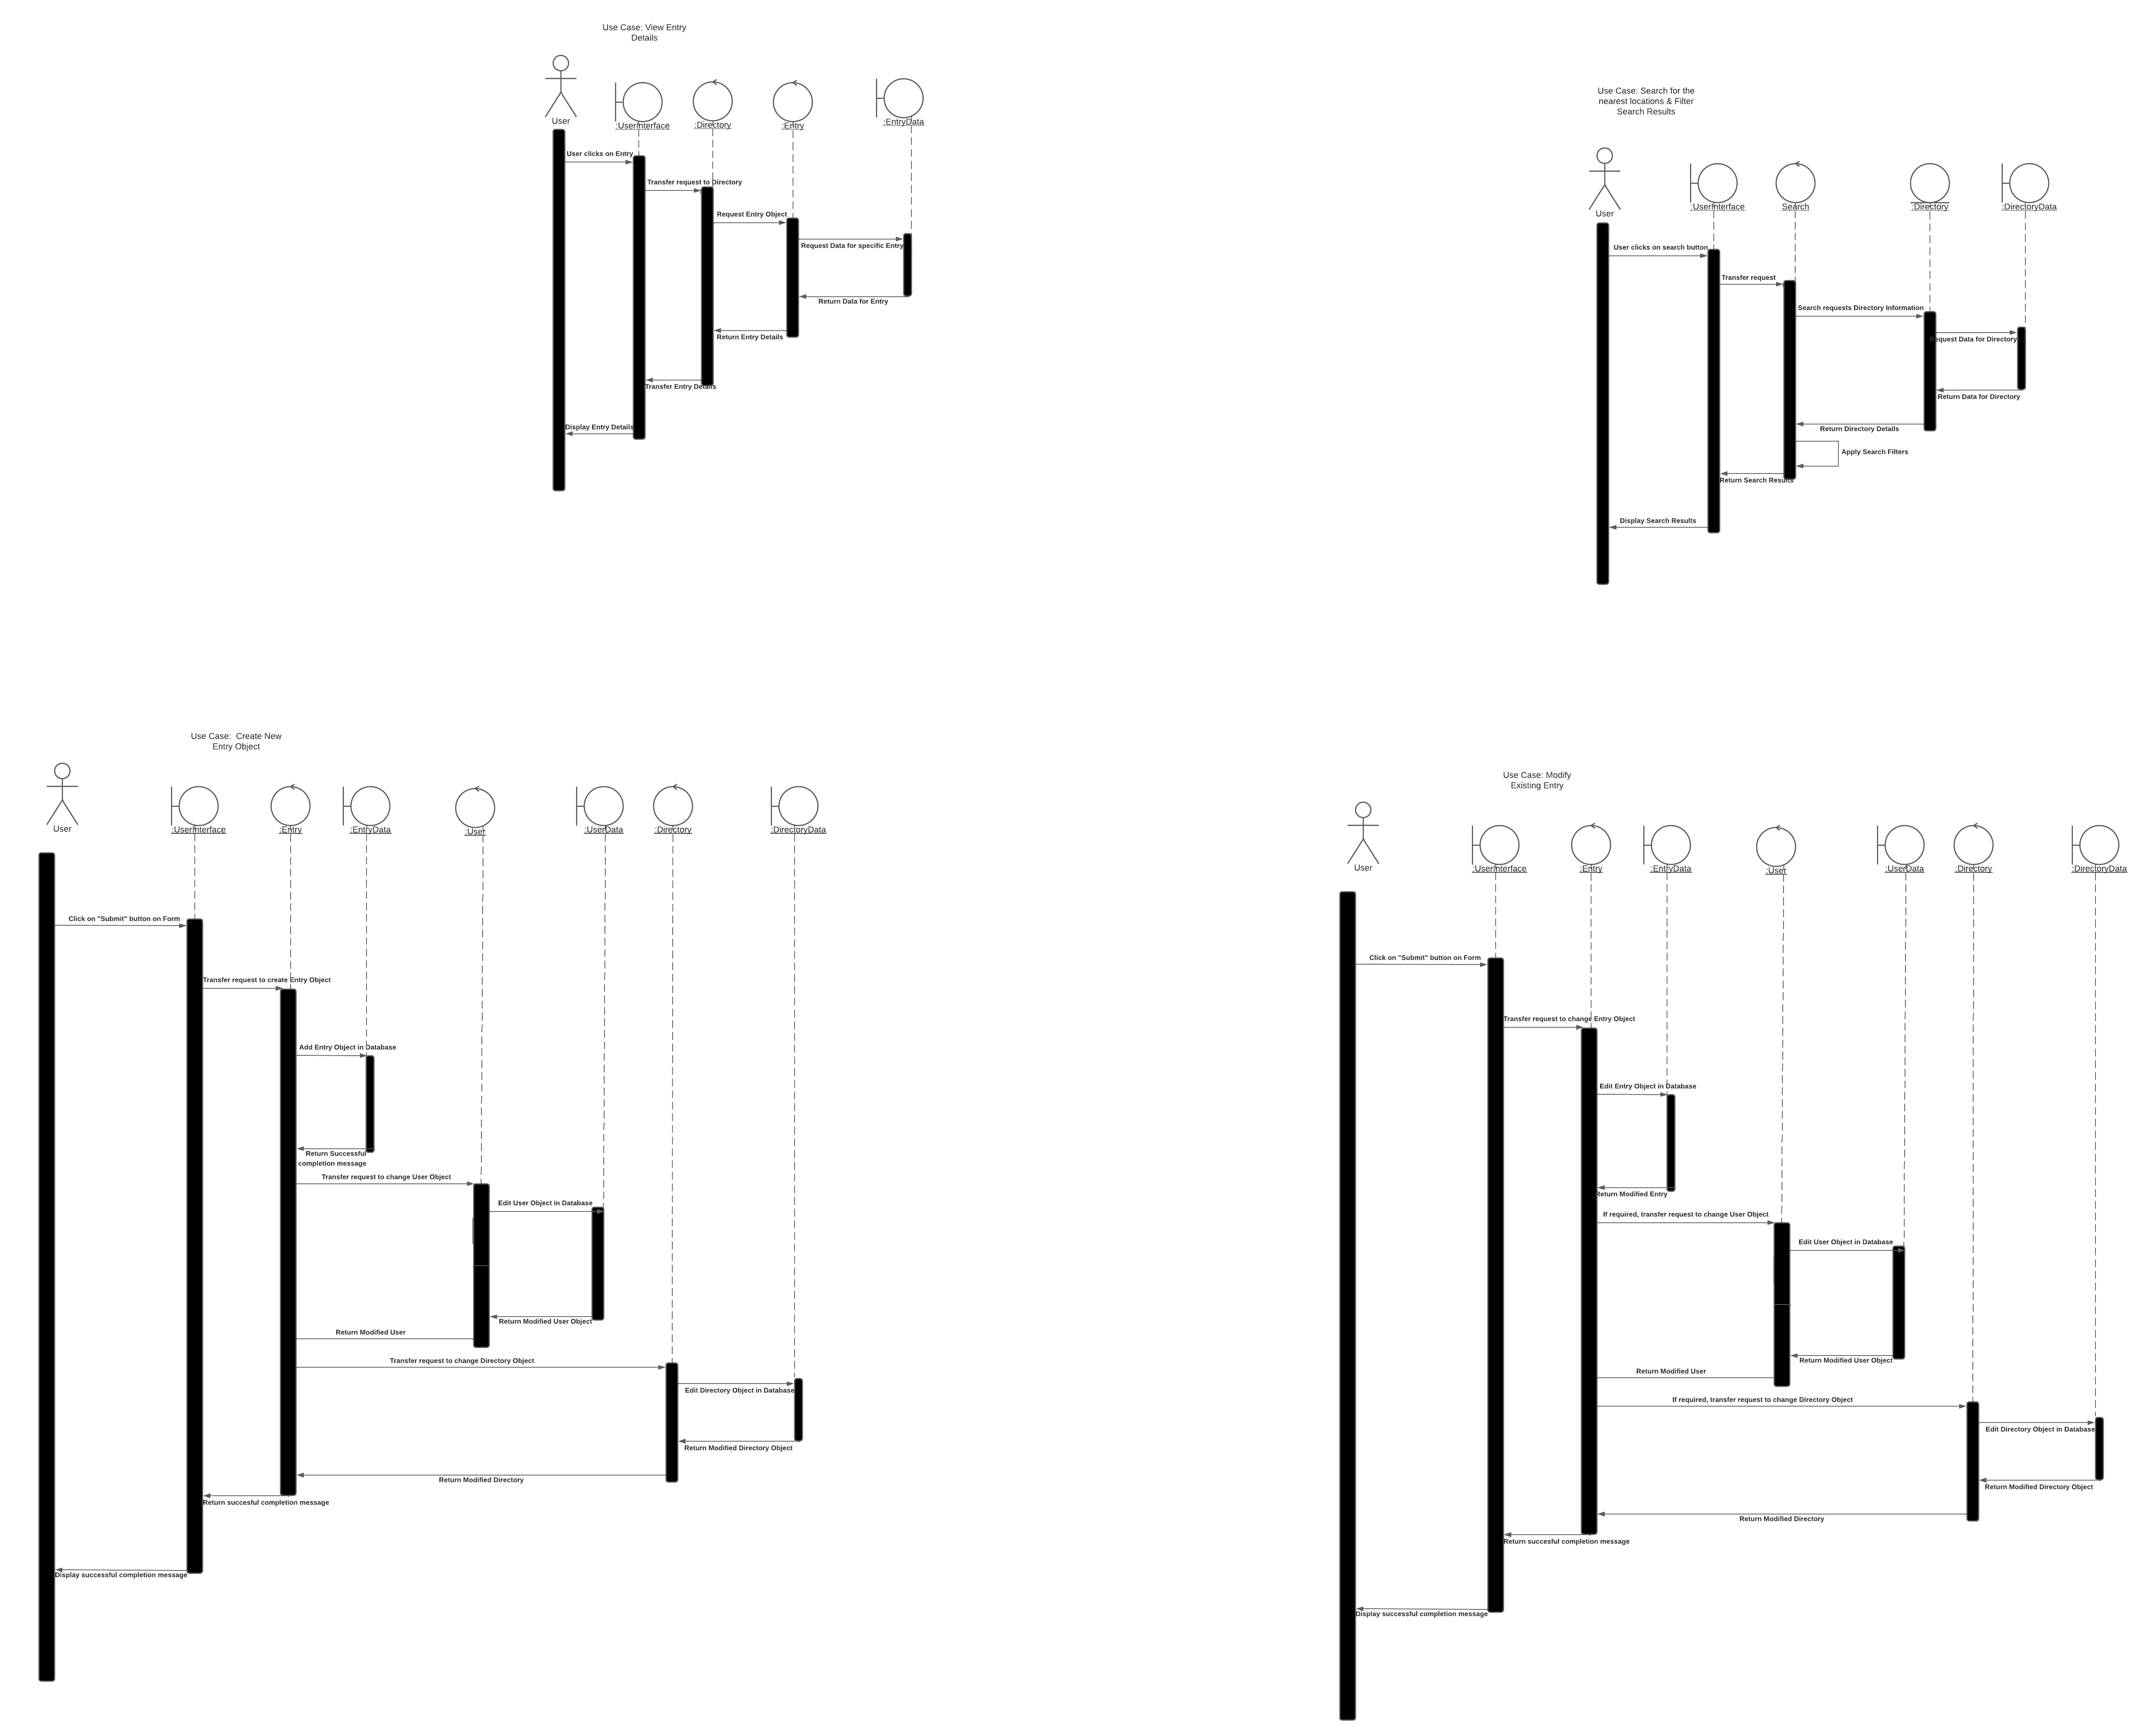 Use Case: View Entry
Details
User
:UserInterface
:Directory
:Entry
:EntryData
User clicks on Entry
Transfer request to Directory
Request Entry Object
Request Data for specific Entry
Return Data for Entry
Return Entry Details
Transfer Entry Details
Display Entry Details
Use Case: Search for the
nearest locations & Filter
Search Results
User
:UserInterface
Search
:Directory
:DirectoryData
User clicks on search button
Transfer request
Search requests Directory Information
Request Data for Directory
Return Data for Directory
Return Directory Details
Apply Search Filters
Return Search Results
Display Search Results
Use Case:  Create New
Entry Object
User
:UserInterface
:Entry
:EntryData
:User
:UserData
:Directory
:DirectoryData
Click on "Submit" button on Form
Transfer request to create Entry Object
Add Entry Object in Database
Return Successful
completion message
Transfer request to change User Object
Edit User Object in Database
Return Modified User Object
Return Modified User
Transfer request to change Directory Object
Edit Directory Object in Database
Return Modified Directory Object
Return Modified Directory
Return succesful completion message
Display successful completion message
Use Case: Modify
Existing Entry
User
:UserInterface
:Entry
:EntryData
:User
:UserData
:Directory
:DirectoryData
Click on "Submit" button on Form
Transfer request to change Entry Object
Edit Entry Object in Database
Return Modified Entry
If required, transfer request to change User Object
Edit User Object in Database
Return Modified User Object
Return Modified User
If required, transfer request to change Directory Object
Edit Directory Object in Database
Return Modified Directory Object
Return Modified Directory
Return succesful completion message
Display successful completion message